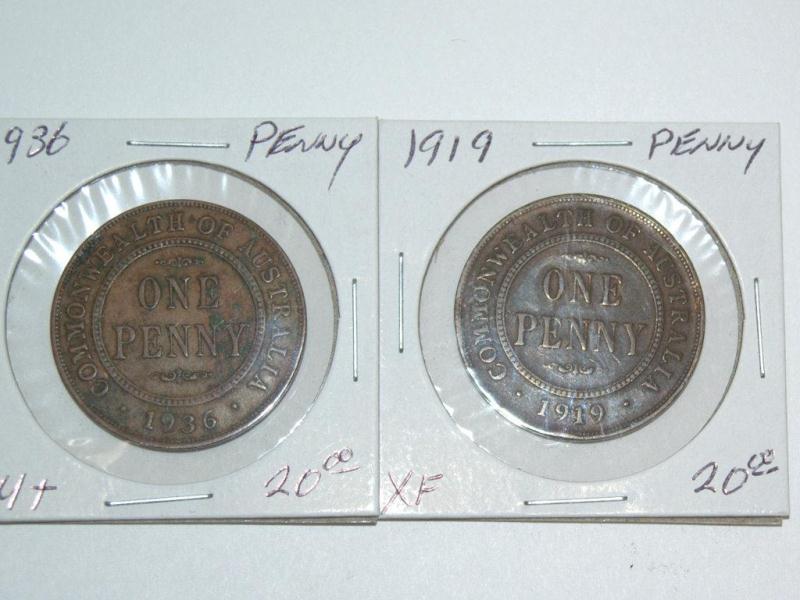 936 PENNY
COMMONWEALTH OF AUSTRALIA
ONE
PENNY
1936
20.00
1919 PENNY
COMMONWEALTH OF AUSTRALIA
ONE
PENNY
1919
XF 20.00